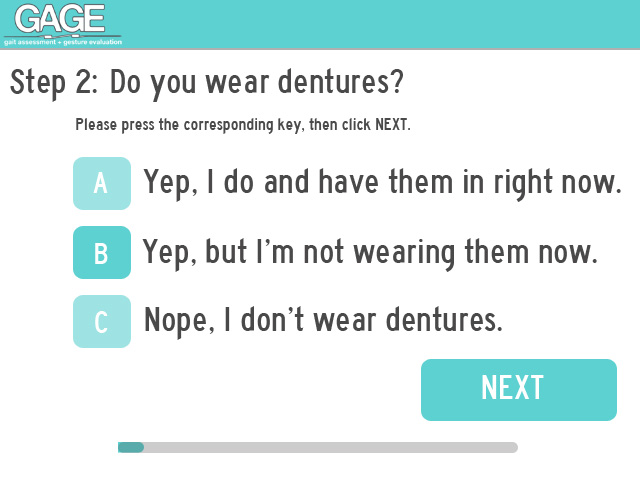 GAGE
gait assessment + gesture evaluation
Step 2: Do you wear dentures?
Please press the corresponding key, then click NEXT.
A Yep, I do and have them in right now.
B Yep, but I'm not wearing them now.
C Nope, I don't wear dentures.
NEXT